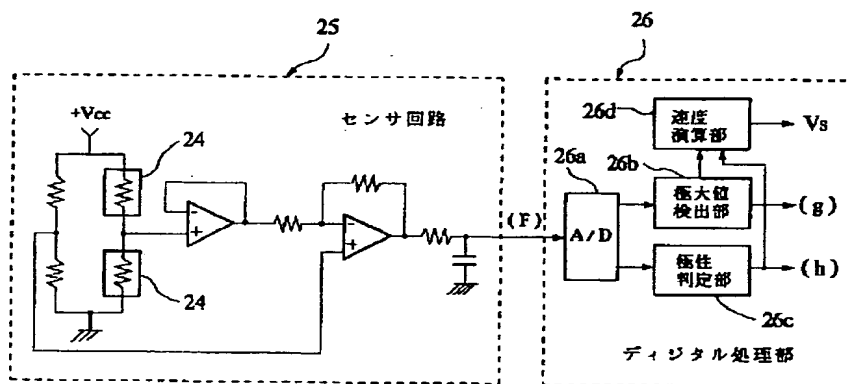 25
センサ回路
+Vcc
24
24
-
+
-
+
(F)
26
26d
速度
演算部
Vs
26a
A/D
26b
極大値
検出部
(g)
極性
判定部
(h)
26c
ディジタル処理部